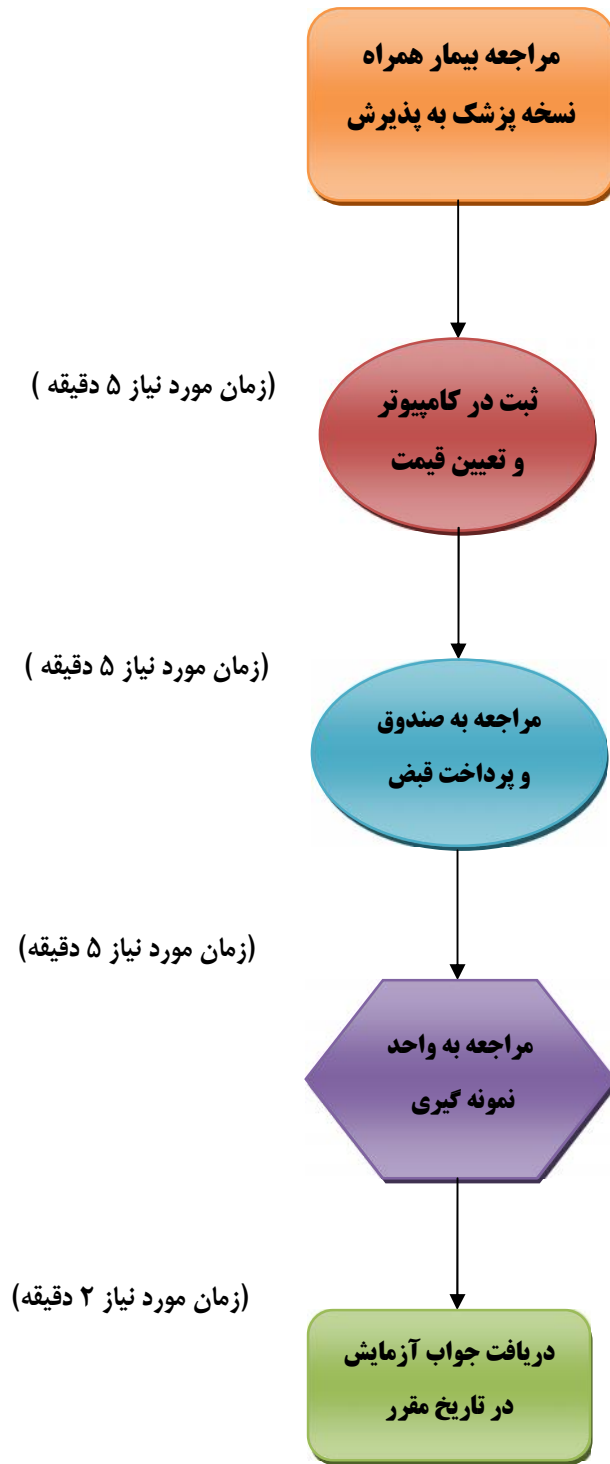 مراجعه بیمار همراه
نسخه پزشک به پذیرش
(زمان مورد نیاز ۵ دقیقه )
ثبت در کامپیوتر
و تعیین قیمت
(زمان مورد نیاز ۵ دقیقه )
مراجعه به صندوق
و پرداخت قبض
(زمان مورد نیاز ۵ دقیقه)
مراجعه به واحد
نمونه گیری
(زمان مورد نیاز ۲ دقیقه)
دریافت جواب آزمایش
در تاریخ مقرر